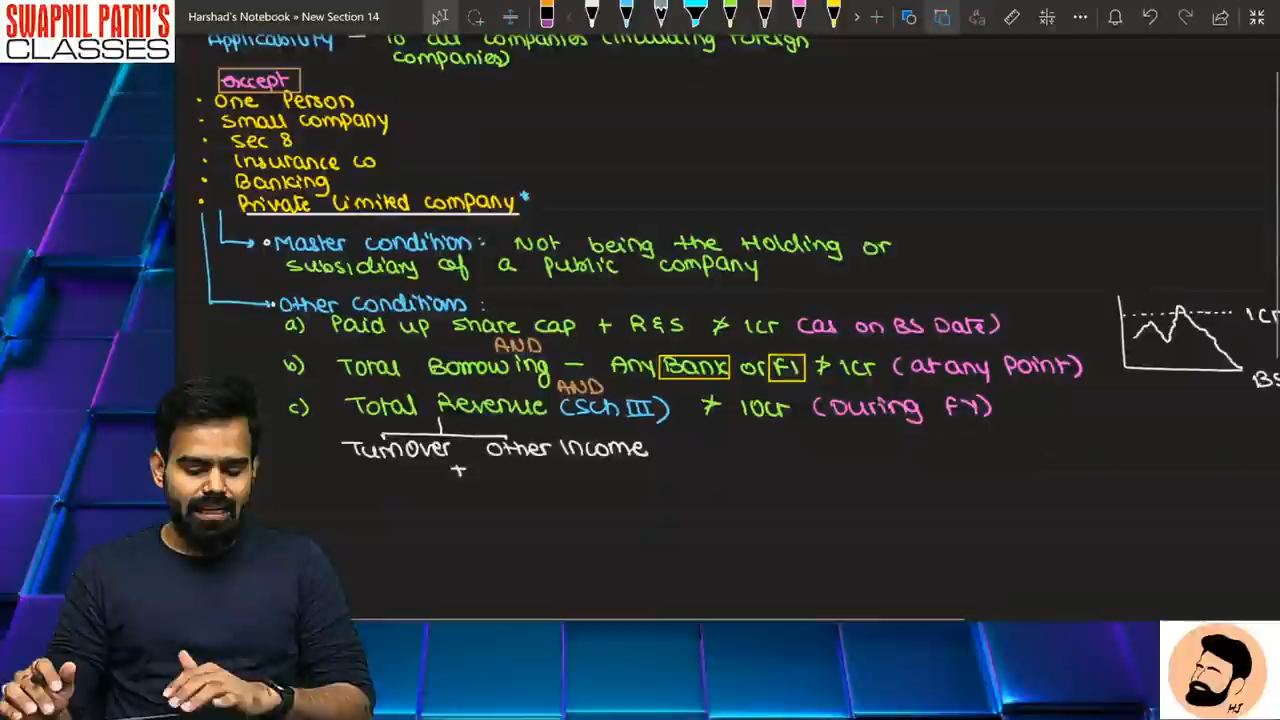 SWAPNIL PATNI'S
CLASSES
Harshad's Notebook » New Section 14
Applicability – To all companies (including foreign
companies)
except
• One Person
• Small company
• Sec 8
• Insurance co
• Banking
• Private Limited company*
• Master condition: Not being the Holding or
subsidiary of a public company
• Other conditions:
a) Paid up share cap + R&S ≯ 1cr (as on BS Date)
AND
b) Total Borrowing – Any Bank or FI ≯ 1cr (at any Point)
AND
c) Total Revenue (Sch III) ≯ 10cr (During FY)
Turnover other Income
+
1cr
BS
HJ